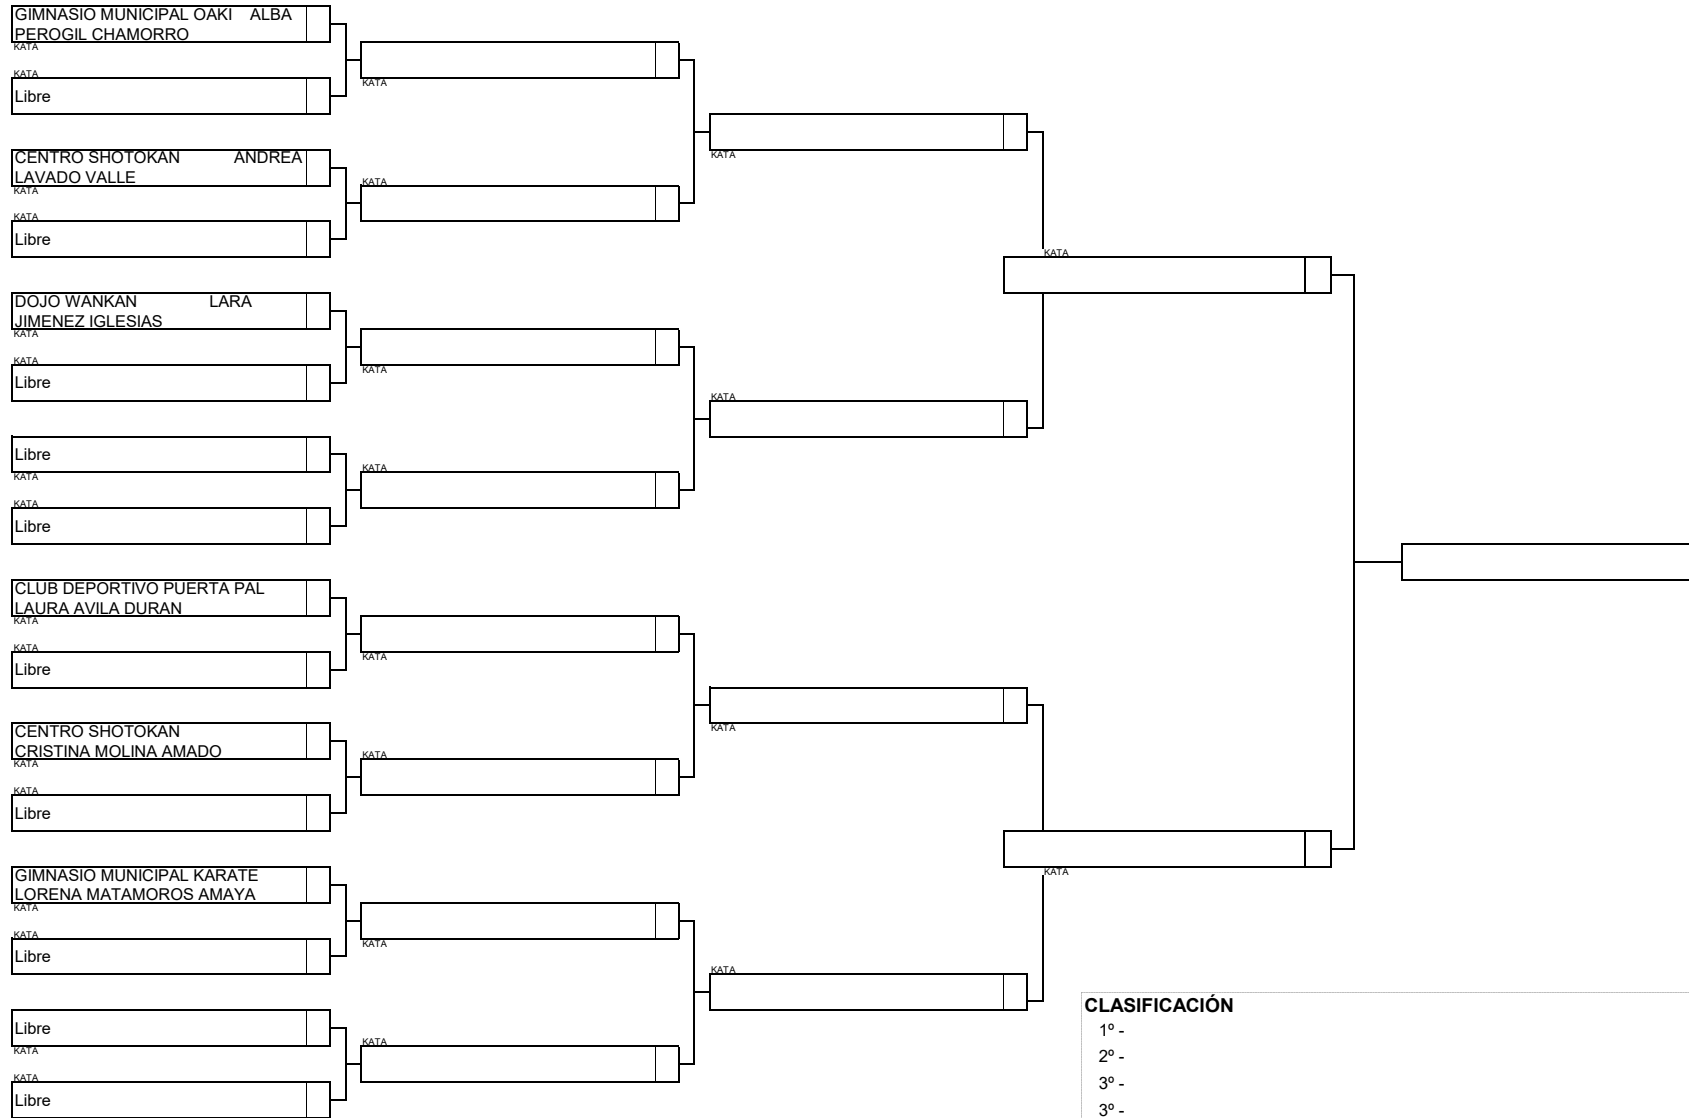 GIMNASIO MUNICIPAL OAKI ALBA
PEROGIL CHAMORRO
KATA
KATA
Libre
CENTRO SHOTOKAN ANDREA
LAVADO VALLE
KATA
KATA
Libre
DOJO WANKAN LARA
JIMENEZ IGLESIAS
KATA
KATA
Libre
Libre
KATA
KATA
Libre
CLUB DEPORTIVO PUERTA PAL
LAURA AVILA DURAN
KATA
KATA
Libre
CENTRO SHOTOKAN
CRISTINA MOLINA AMADO
KATA
KATA
Libre
GIMNASIO MUNICIPAL KARATE
LORENA MATAMOROS AMAYA
KATA
KATA
Libre
Libre
KATA
KATA
Libre
KATA
KATA
KATA
KATA
KATA
KATA
KATA
KATA
KATA
KATA
KATA
KATA
KATA
KATA
CLASIFICACIÓN
1º -
2º -
3º -
3º -